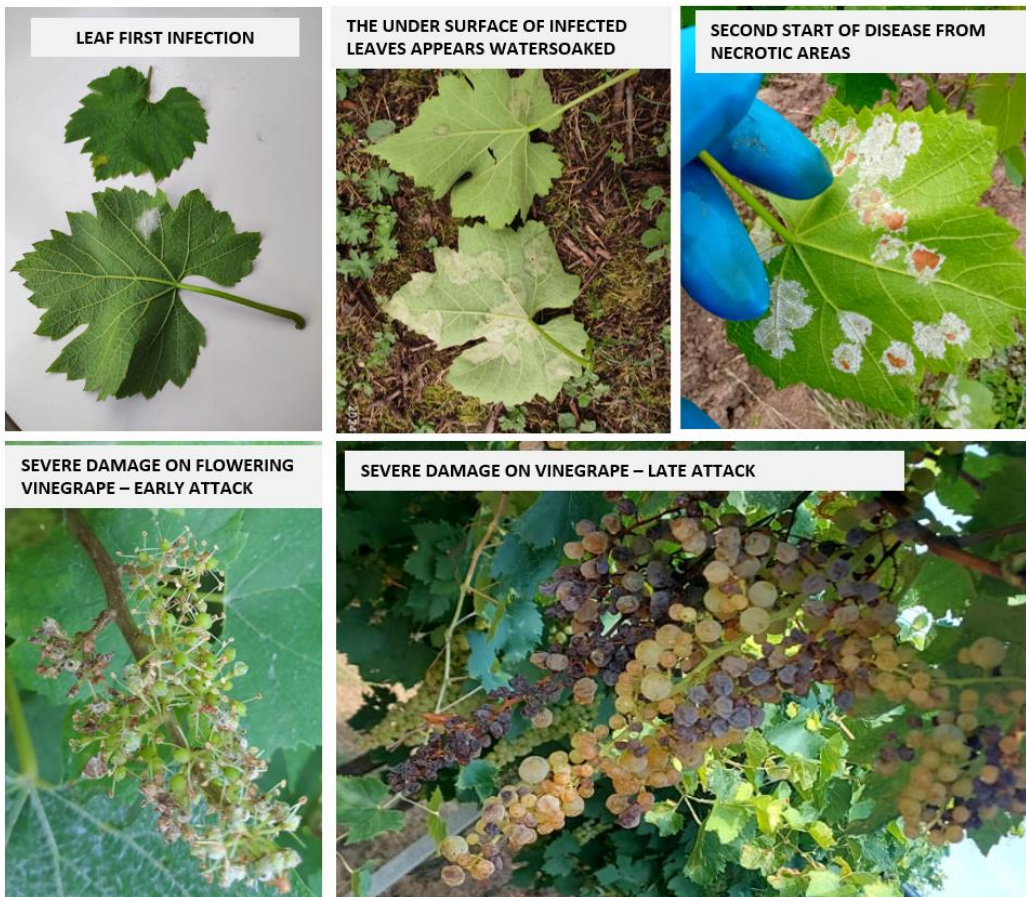 LEAF FIRST INFECTION
THE UNDER SURFACE OF INFECTED
LEAVES APPEARS WATERSOAKED
SECOND START OF DISEASE FROM
NECROTIC AREAS
2024
SEVERE DAMAGE ON FLOWERING
VINEGRAPE – EARLY ATTACK
SEVERE DAMAGE ON VINEGRAPE – LATE ATTACK